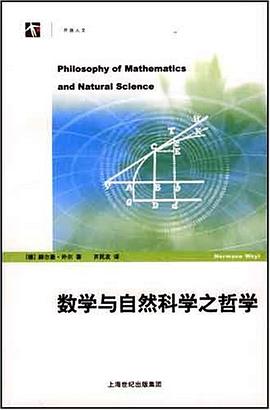 开放人文
Philosophy of Mathematics
and Natural Science
Hermann Weyl
[德] 赫尔曼·外尔 著 齐民友 译
数学与自然科学之哲学
上海世纪出版集团